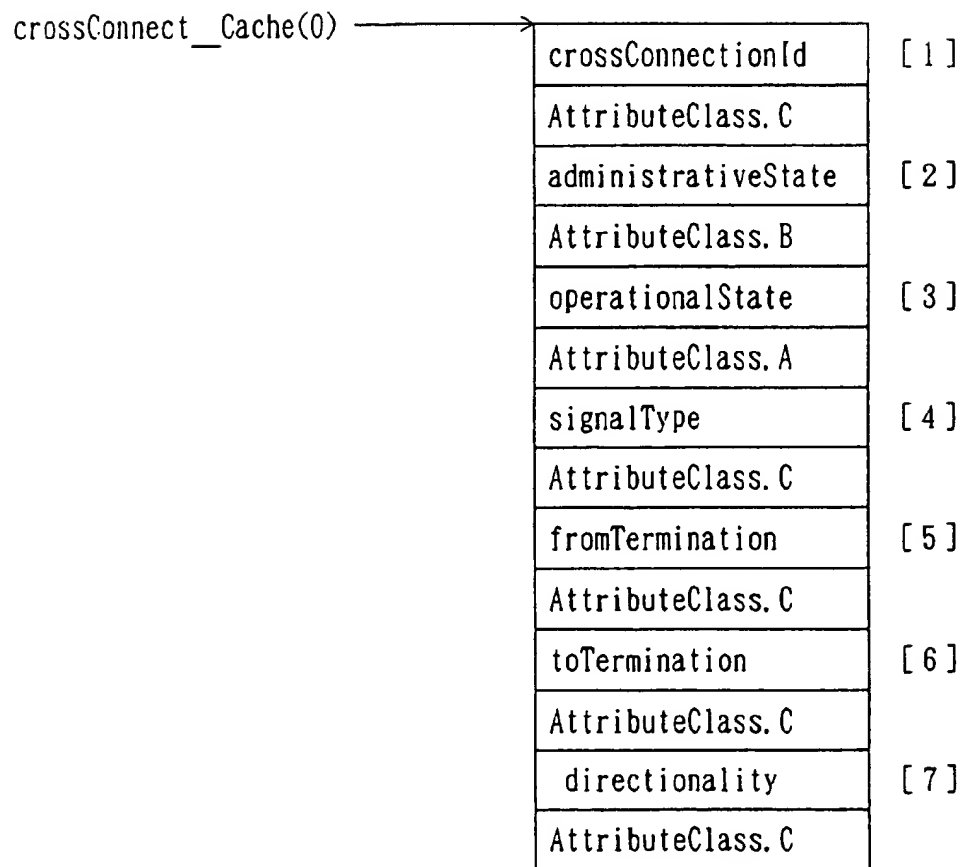 crossConnect__Cache(0)
crossConnectionId [1]
AttributeClass.C
administrativeState [2]
AttributeClass.B
operationalState [3]
AttributeClass.A
signalType [4]
AttributeClass.C
fromTermination [5]
AttributeClass.C
toTermination [6]
AttributeClass.C
directionality [7]
AttributeClass.C